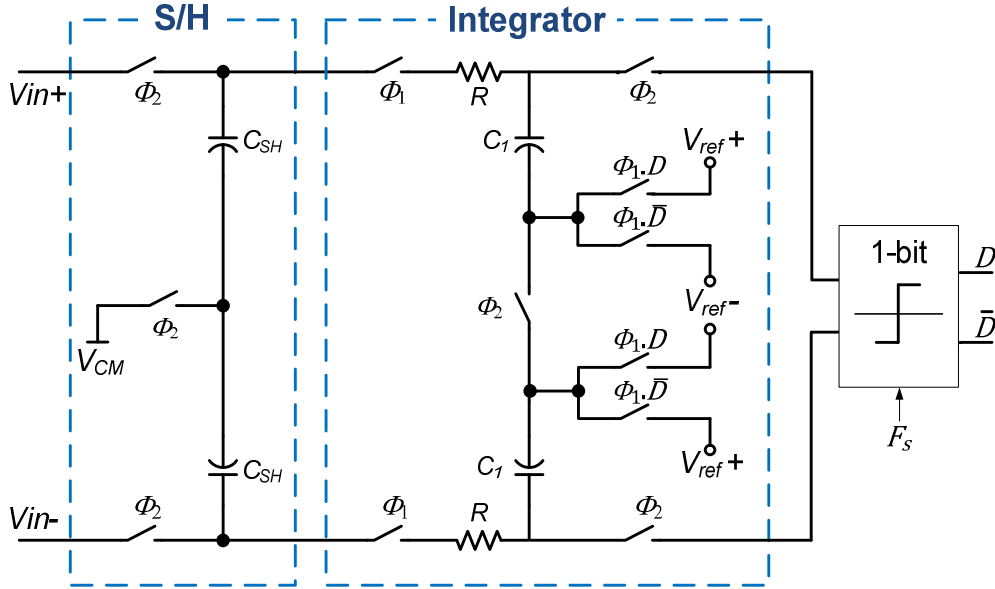 S/H
Integrator
Vin+
Φ2
Φ1
R
Φ2
CSH
C1
Vref+
Φ1.D
Φ1.D̅
1-bit
D
Φ2
Φ2
Vref-
D̅
VCM
Φ1.D
Φ1.D̅
Fs
CSH
C1
Vref+
Vin-
Φ2
Φ1
R
Φ2